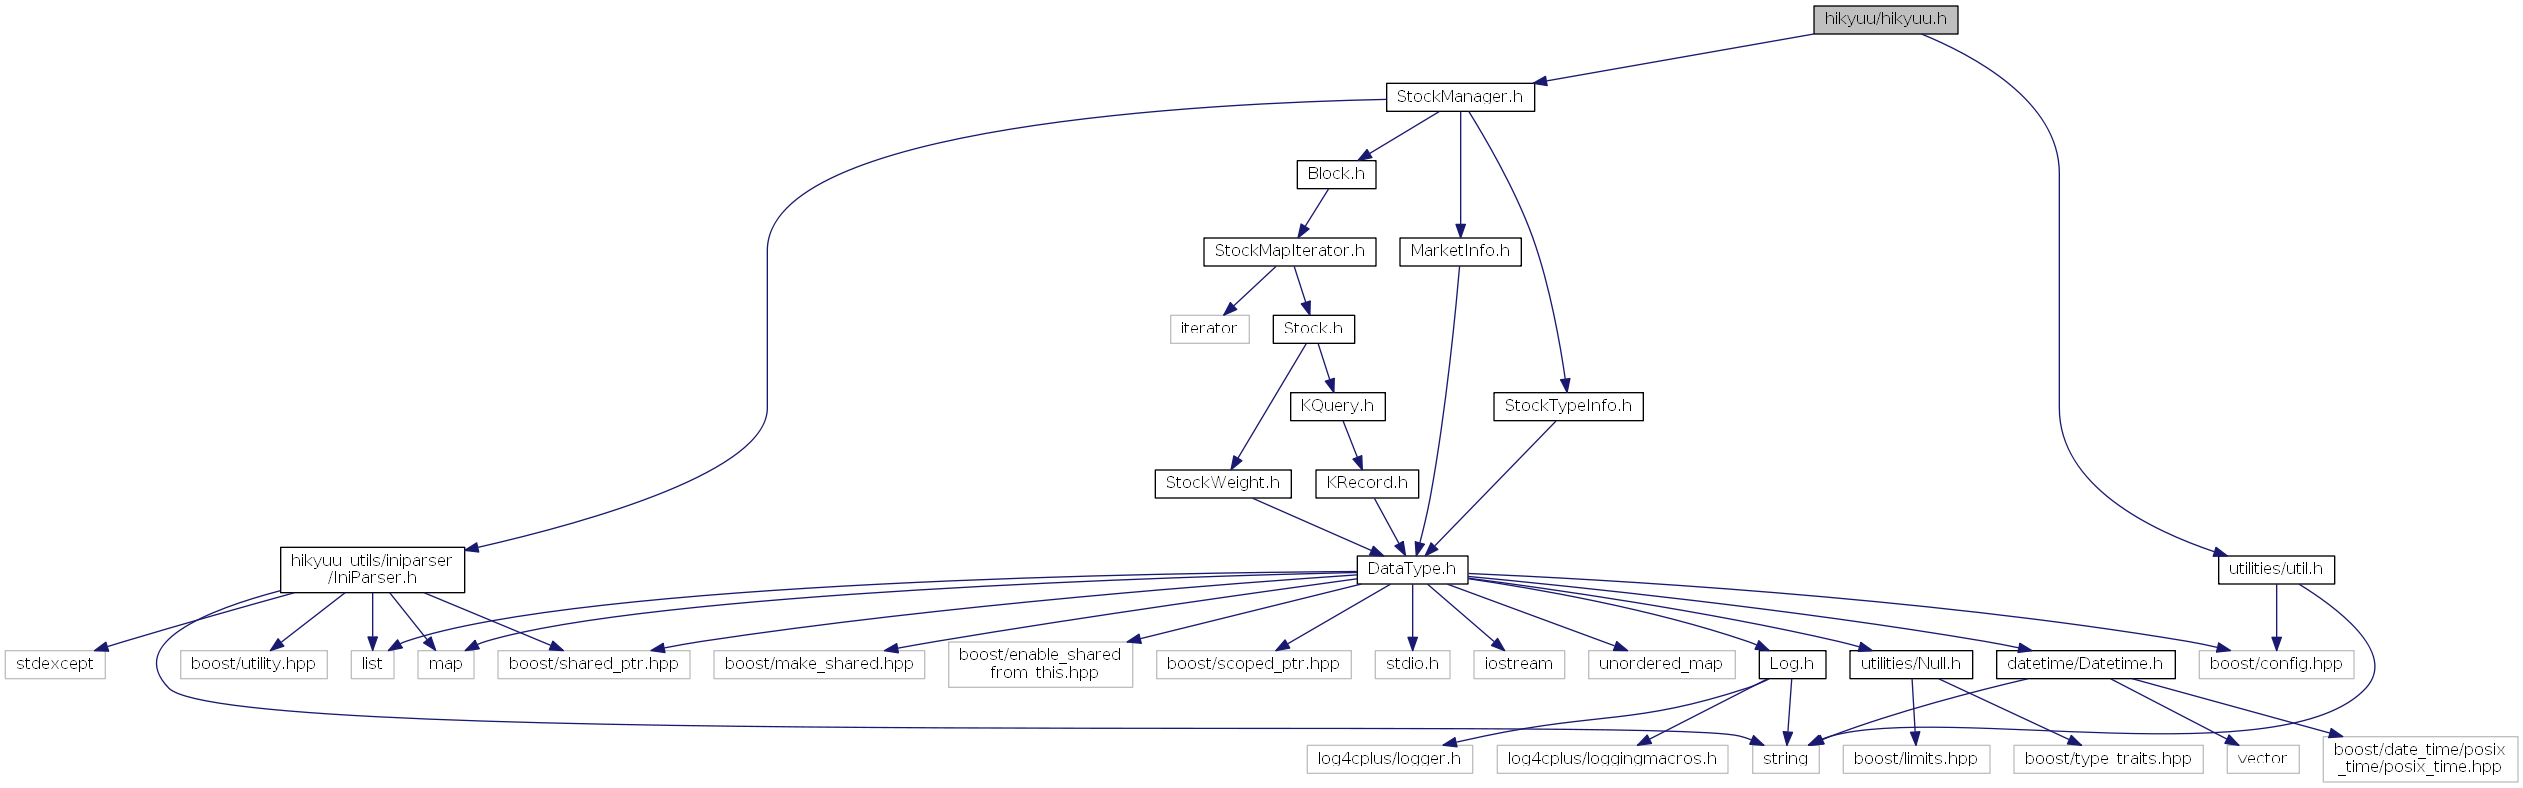 hikyuu/hikyuu.h
StockManager.h
Block.h
StockMapIterator.h
MarketInfo.h
iterator
Stock.h
KQuery.h
StockTypeInfo.h
StockWeight.h
KRecord.h
hikyuu_utils/iniparser
/IniParser.h
DataType.h
utilities/util.h
stdexcept
boost/utility.hpp
list
map
boost/shared_ptr.hpp
boost/make_shared.hpp
boost/enable_shared
_from_this.hpp
boost/scoped_ptr.hpp
stdio.h
iostream
unordered_map
Log.h
utilities/Null.h
datetime/Datetime.h
boost/config.hpp
log4cplus/logger.h
log4cplus/loggingmacros.h
string
boost/limits.hpp
boost/type_traits.hpp
vector
boost/date_time/posix
_time/posix_time.hpp